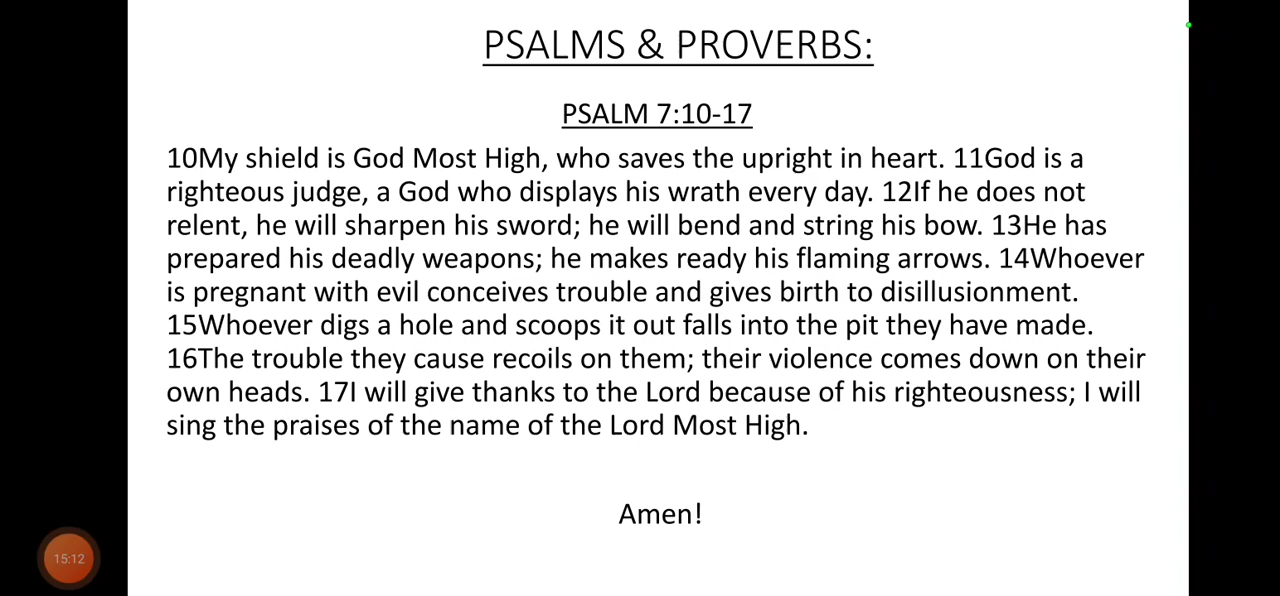 PSALMS & PROVERBS:
PSALM 7:10-17
10My shield is God Most High, who saves the upright in heart. 11God is a
righteous judge, a God who displays his wrath every day. 12If he does not
relent, he will sharpen his sword; he will bend and string his bow. 13He has
prepared his deadly weapons; he makes ready his flaming arrows. 14Whoever
is pregnant with evil conceives trouble and gives birth to disillusionment.
15Whoever digs a hole and scoops it out falls into the pit they have made.
16The trouble they cause recoils on them; their violence comes down on their
own heads. 17I will give thanks to the Lord because of his righteousness; I will
sing the praises of the name of the Lord Most High.
Amen!
15:12